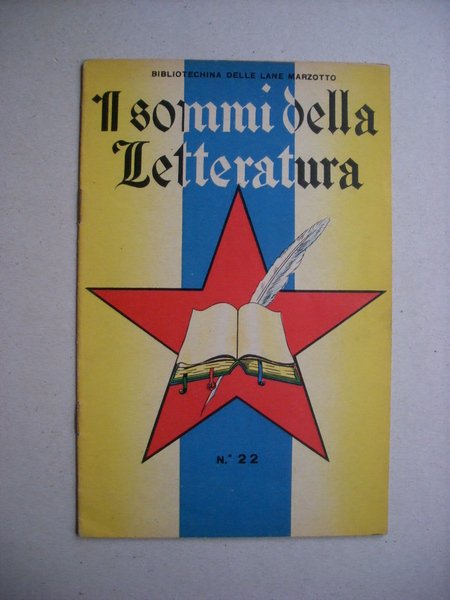 BIBLIOTECHINA DELLE LANE MARZOTTO
I sommi della
Letteratura
N.° 22